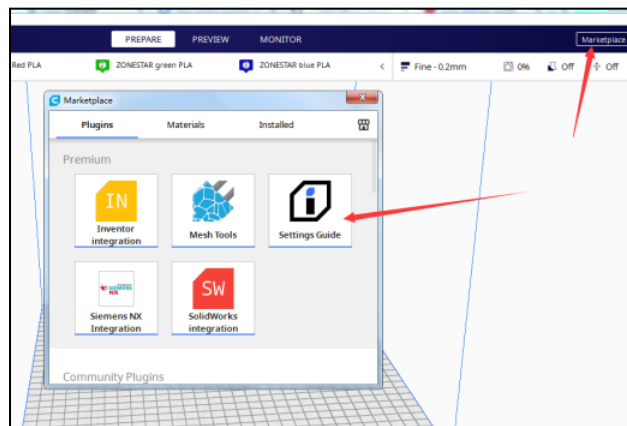 PREPARE PREVIEW MONITOR Marketplace
Red PLA ZONESTAR green PLA ZONESTAR blue PLA Fine - 0.2mm 0% Off Off
Marketplace
Plugins Materials Installed
Premium
IN
Inventor
integration
Mesh Tools
Settings Guide
SIEMENS
NX
Siemens NX
Integration
SW
SolidWorks
integration
Community Plugins